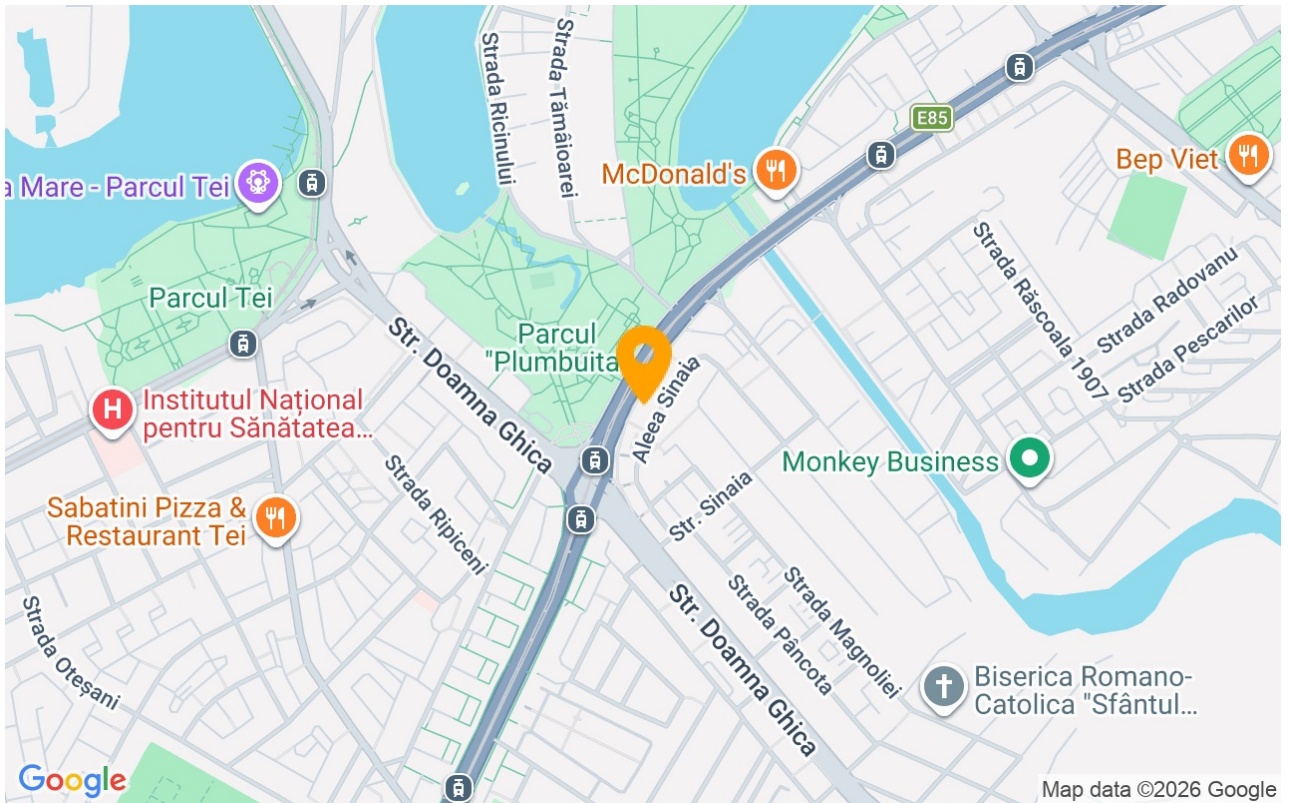 Strada Ricinului
Strada Tămâioarei
E85
McDonald's
Bep Viet
a Mare - Parcul Tei
Parcul Tei
Strada Răscoala 1907
Strada Radovanu
Strada Pescarilor
Parcul
"Plumbuita
Str. Doamna Ghica
Aleea Sinaia
Institutul Național
pentru Sănătatea...
Monkey Business
Sabatini Pizza &
Restaurant Tei
Strada Ripiceni
Str. Sinaia
Strada Oteșani
Str. Doamna Ghica
Strada Pâncota
Strada Magnoliei
Biserica Romano-
Catolica "Sfântul...
Google
Map data ©2026 Google